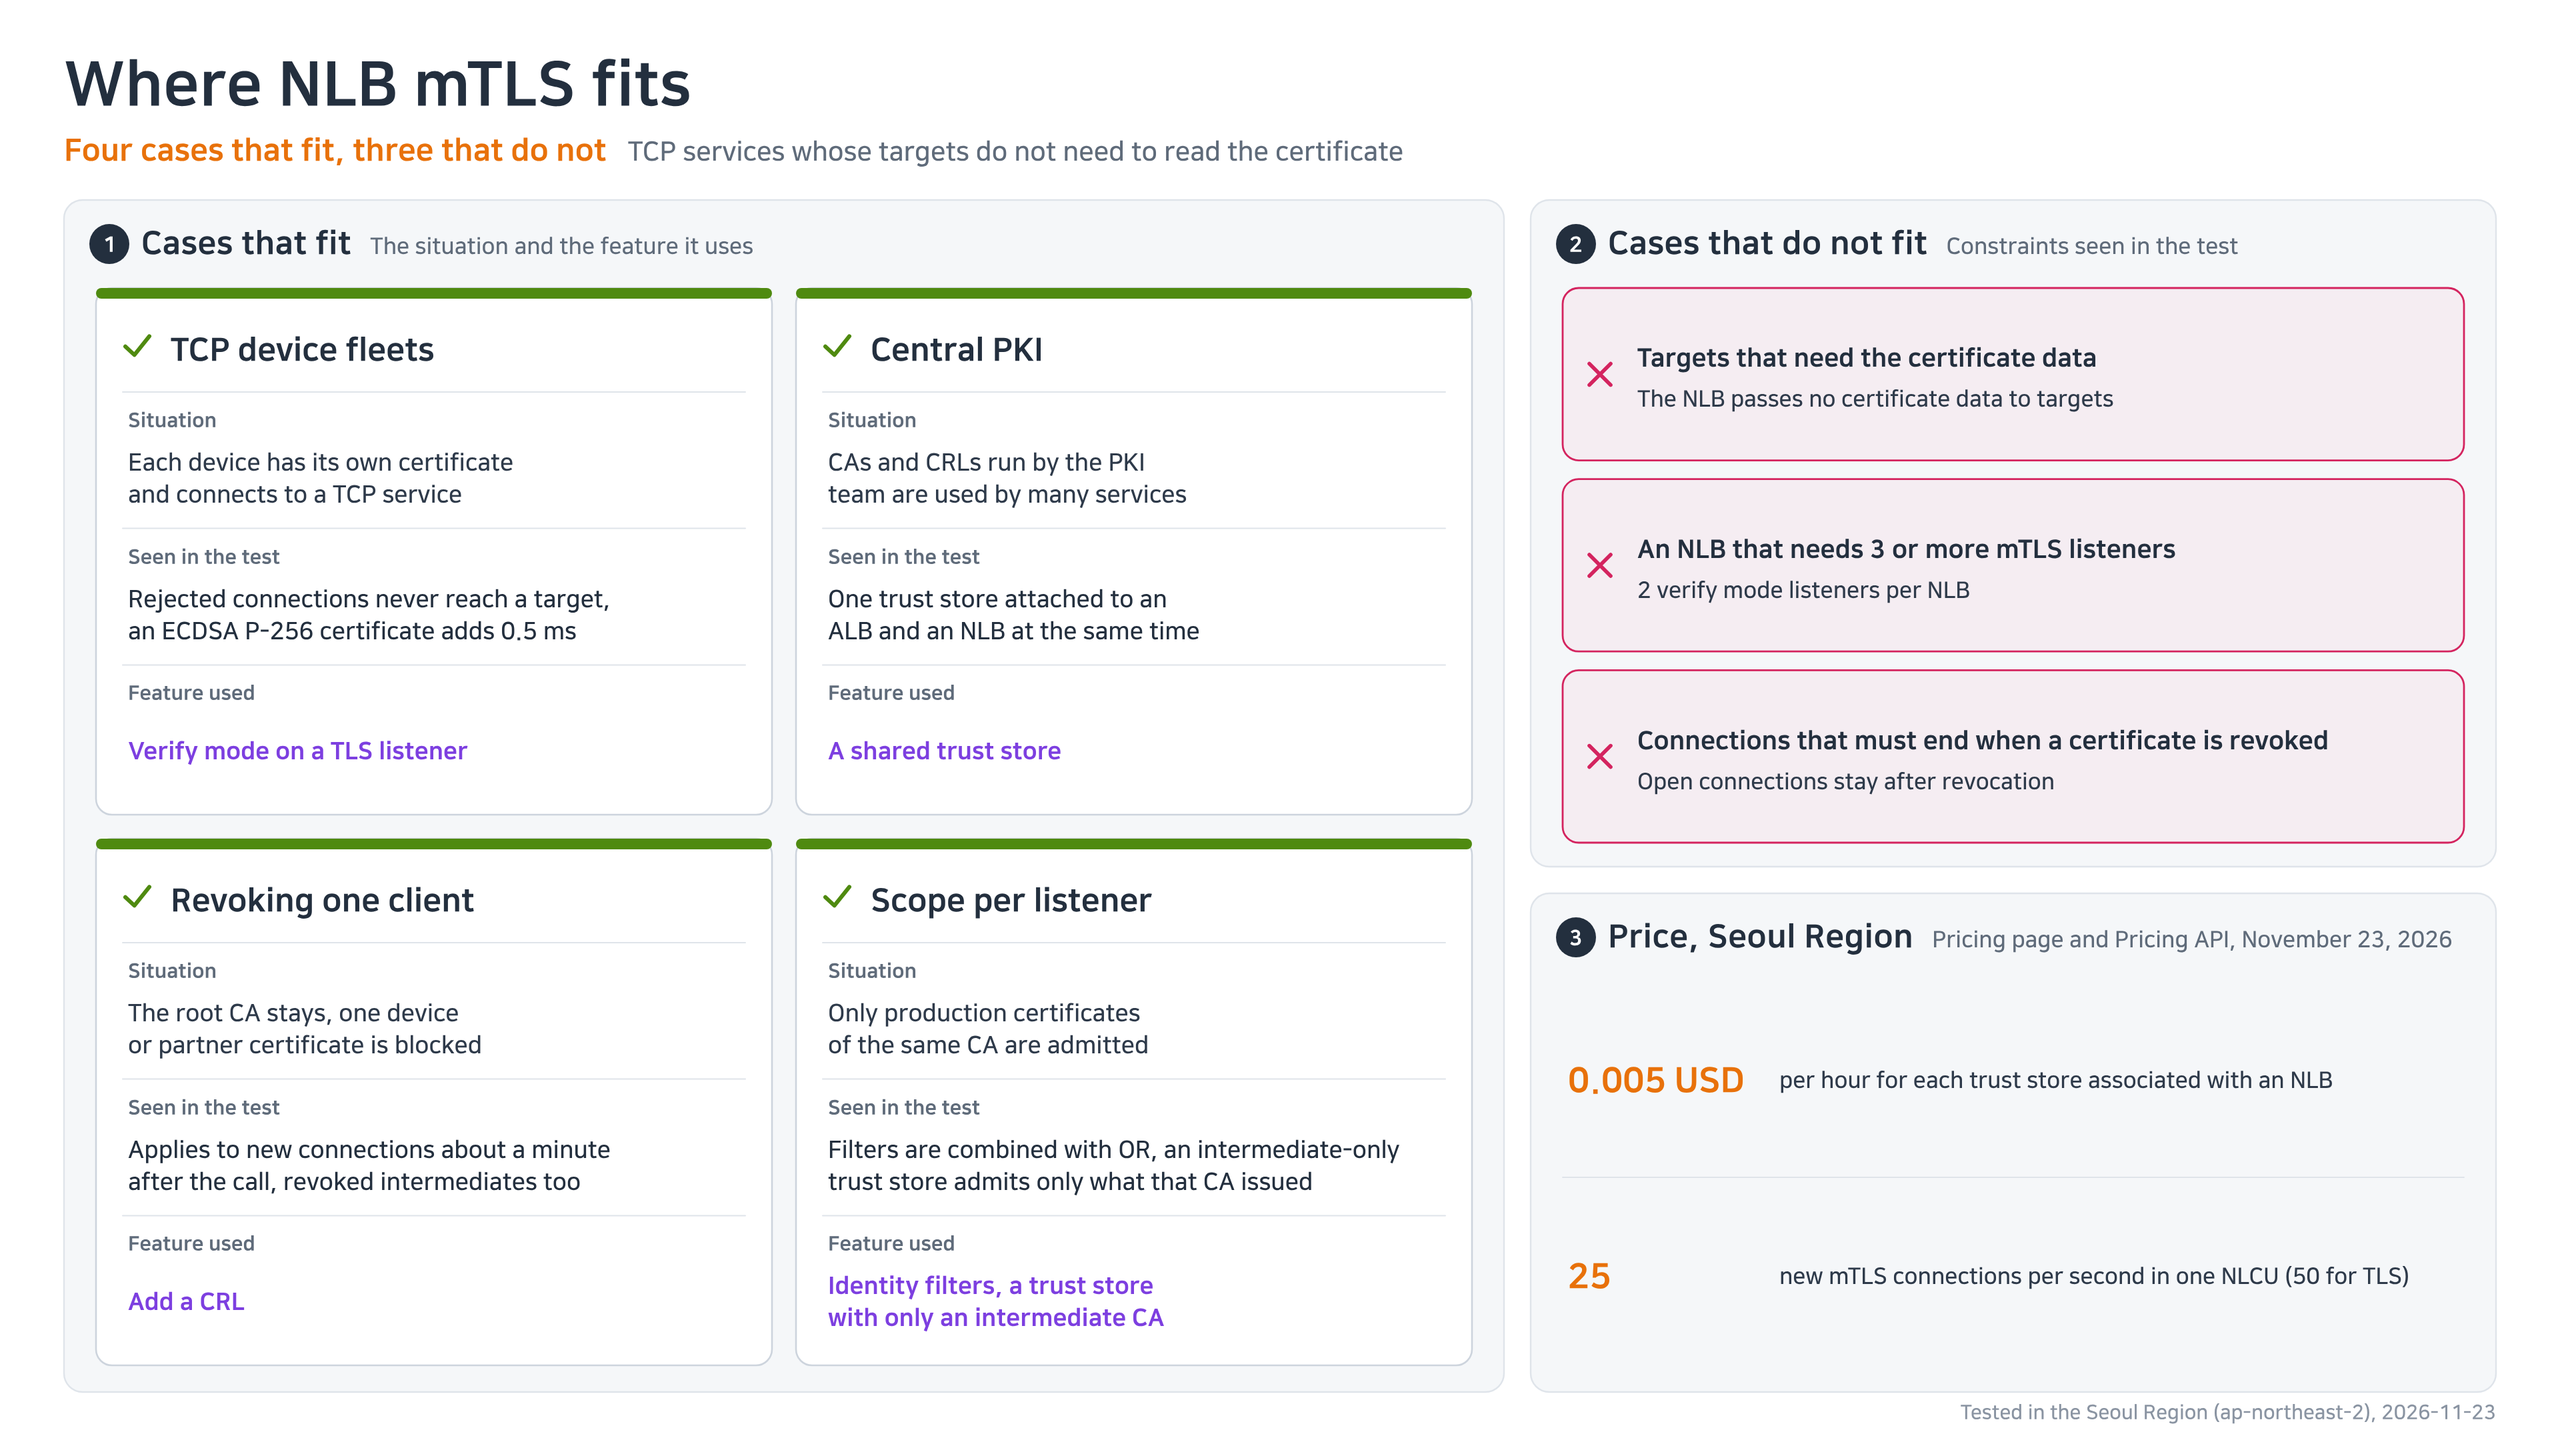 Where NLB mTLS fits
Four cases that fit, three that do not TCP services whose targets do not need to read the certificate
1 Cases that fit The situation and the feature it uses
TCP device fleets
Situation
Each device has its own certificate
and connects to a TCP service
Seen in the test
Rejected connections never reach a target,
an ECDSA P-256 certificate adds 0.5 ms
Feature used
Verify mode on a TLS listener
Central PKI
Situation
CAs and CRLs run by the PKI
team are used by many services
Seen in the test
One trust store attached to an
ALB and an NLB at the same time
Feature used
A shared trust store
Revoking one client
Situation
The root CA stays, one device
or partner certificate is blocked
Seen in the test
Applies to new connections about a minute
after the call, revoked intermediates too
Feature used
Add a CRL
Scope per listener
Situation
Only production certificates
of the same CA are admitted
Seen in the test
Filters are combined with OR, an intermediate-only
trust store admits only what that CA issued
Feature used
Identity filters, a trust store
with only an intermediate CA
2 Cases that do not fit Constraints seen in the test
Targets that need the certificate data
The NLB passes no certificate data to targets
An NLB that needs 3 or more mTLS listeners
2 verify mode listeners per NLB
Connections that must end when a certificate is revoked
Open connections stay after revocation
3 Price, Seoul Region Pricing page and Pricing API, November 23, 2026
0.005 USD per hour for each trust store associated with an NLB
25 new mTLS connections per second in one NLCU (50 for TLS)
Tested in the Seoul Region (ap-northeast-2), 2026-11-23